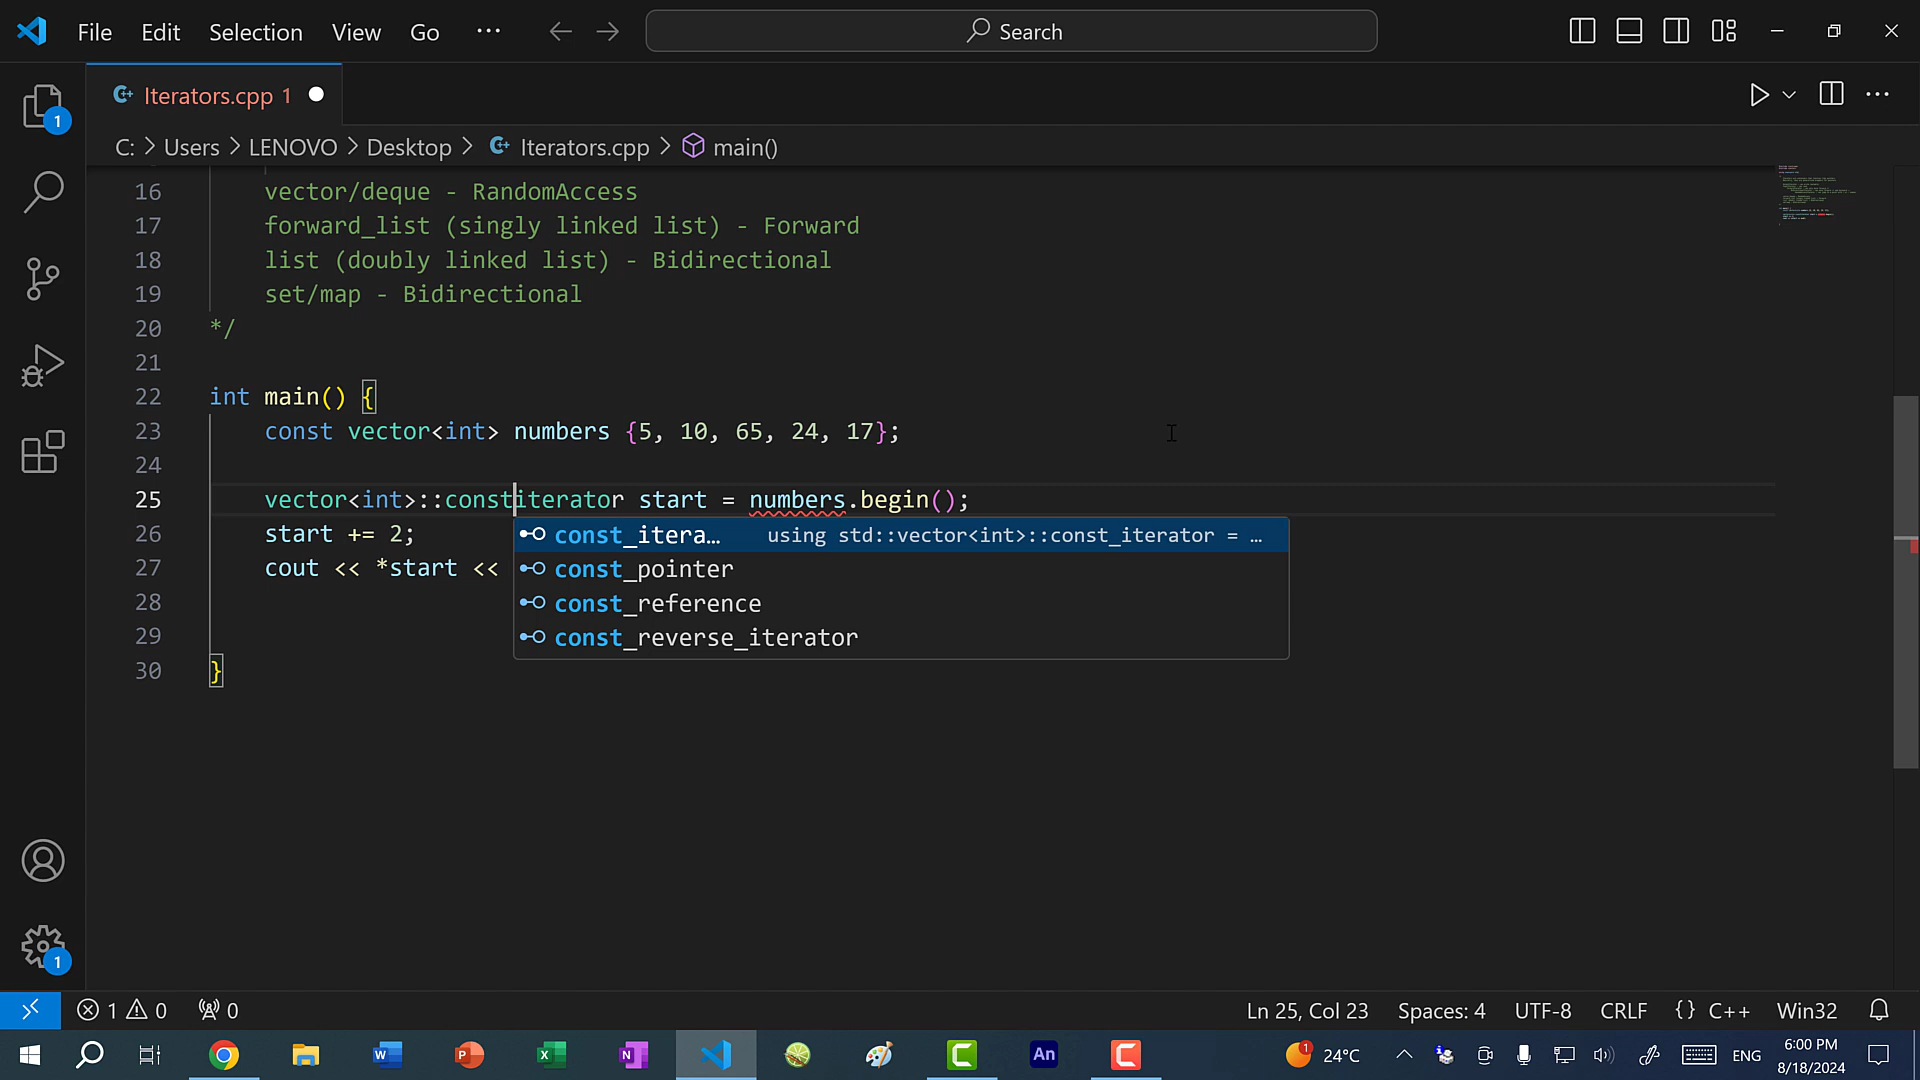 File Edit Selection View Go ··· Search
Iterators.cpp 1
C: > Users > LENOVO > Desktop > Iterators.cpp > main()
16 vector/deque - RandomAccess
17 forward_list (singly linked list) - Forward
18 list (doubly linked list) - Bidirectional
19 set/map - Bidirectional
20 */
21
22 int main() {
23 const vector<int> numbers {5, 10, 65, 24, 17};
24
25 vector<int>::constiterator start = numbers.begin();
26 start += 2;
27 cout << *start <<
28
29
30 }
const_itera… using std::vector<int>::const_iterator = …
const_pointer
const_reference
const_reverse_iterator
1
1
1 0 0 Ln 25, Col 23 Spaces: 4 UTF-8 CRLF {} C++ Win32
W P X N An C 1 24°C ENG 6:00 PM
8/18/2024